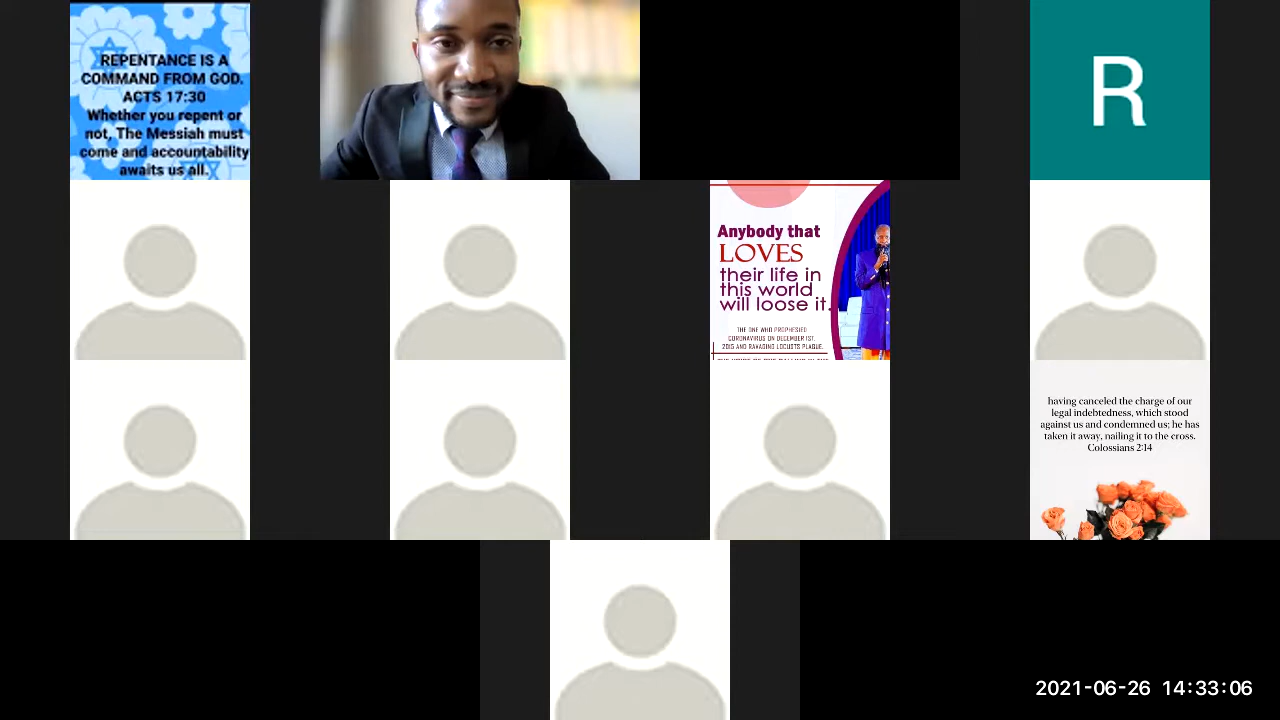 REPENTANCE IS A
COMMAND FROM GOD.
ACTS 17:30
Whether you repent or
not, The Messiah must
come and accountability
awaits us all.
R
Anybody that
LOVES
their life in
this world
will loose it.
THE ONE WHO PROPHESIED
CORONAVIRUS ON DECEMBER 1ST,
2019 AND RAVAGING LOCUSTS PLAGUE.
having canceled the charge of our
legal indebtedness, which stood
against us and condemned us; he has
taken it away, nailing it to the cross.
Colossians 2:14
2021-06-26 14:33:06